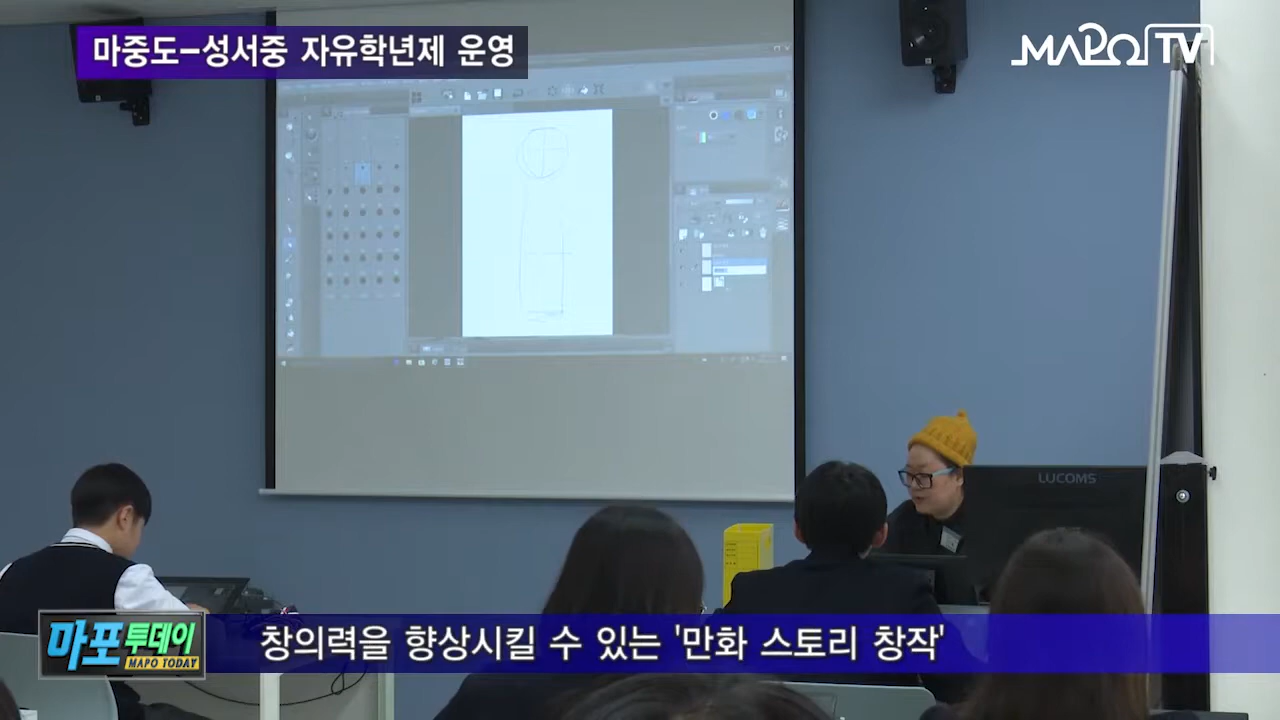 마중도-성서중 자유학년제 운영
MAPO TV
LUCOMS
마포투데이
MAPO TODAY
창의력을 향상시킬 수 있는 '만화 스토리 창작'